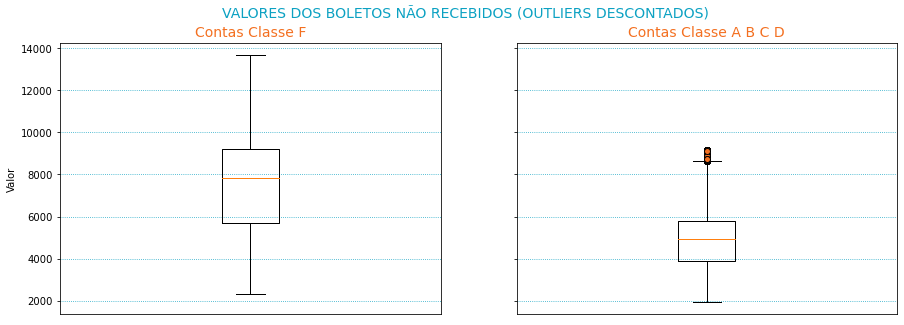 VALORES DOS BOLETOS NÃO RECEBIDOS (OUTLIERS DESCONTADOS)
Contas Classe F
Contas Classe A B C D
14000
12000
10000
8000
6000
4000
2000
Valor